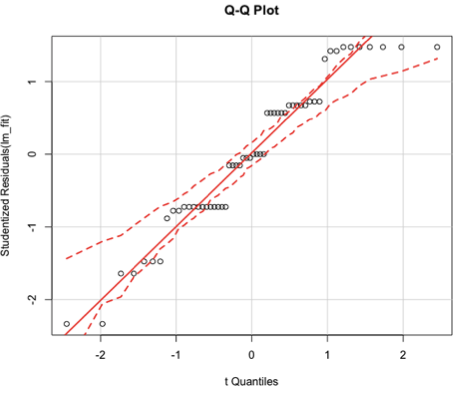 Q-Q Plot
Studentized Residuals(lm_fit)
1
0
-1
-2
-2 -1 0 1 2
t Quantiles